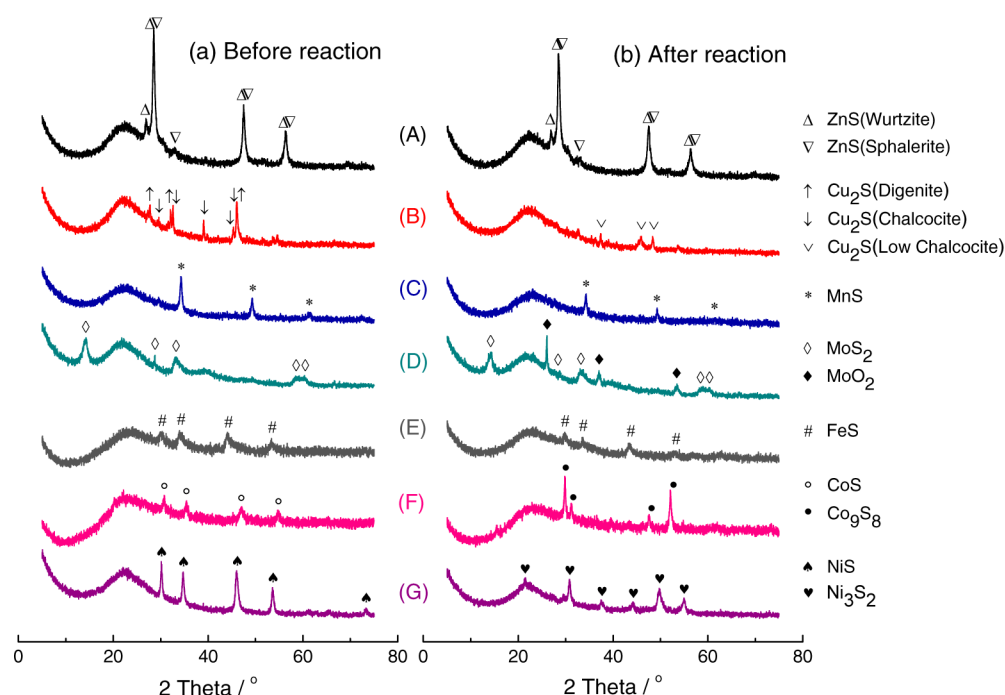 (a) Before reaction
(b) After reaction
(A)
(B)
(C)
(D)
(E)
(F)
(G)
△ ZnS(Wurtzite)
▽ ZnS(Sphalerite)
↑ Cu₂S(Digenite)
↓ Cu₂S(Chalcocite)
∨ Cu₂S(Low Chalcocite)
* MnS
◊ MoS₂
♦ MoO₂
# FeS
○ CoS
● Co₉S₈
♠ NiS
♥ Ni₃S₂
0 20 40 60 80
0 20 40 60 80
2 Theta / °
2 Theta / °